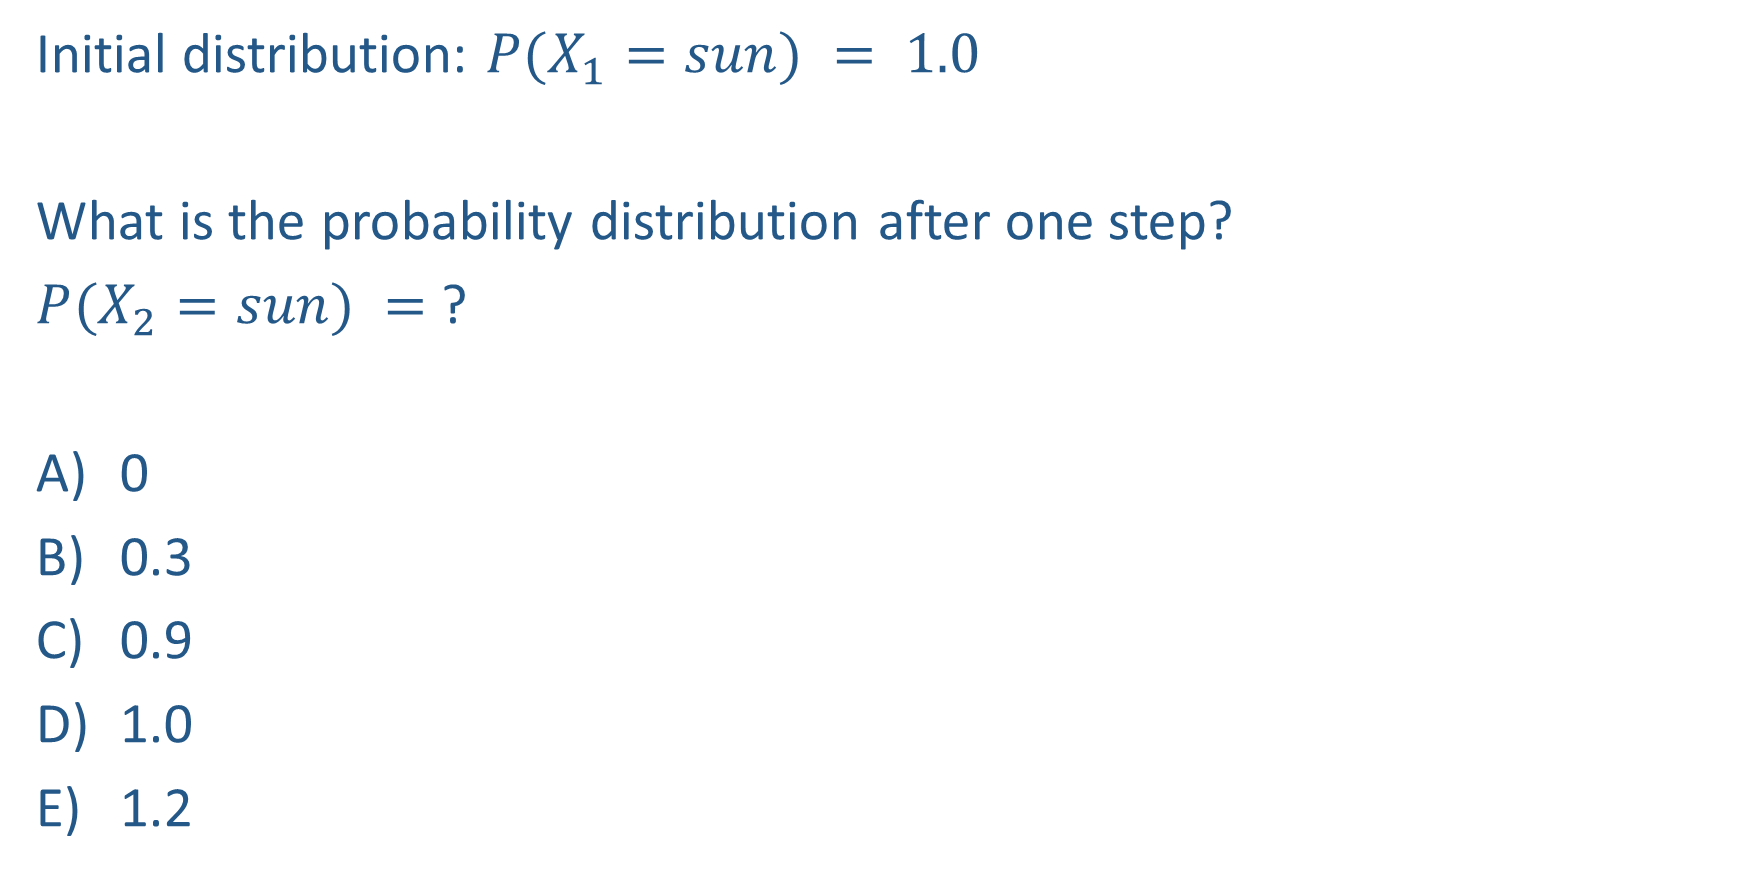 Initial distribution: P(X₁ = sun) = 1.0
What is the probability distribution after one step?
P(X₂ = sun) = ?
A) 0
B) 0.3
C) 0.9
D) 1.0
E) 1.2